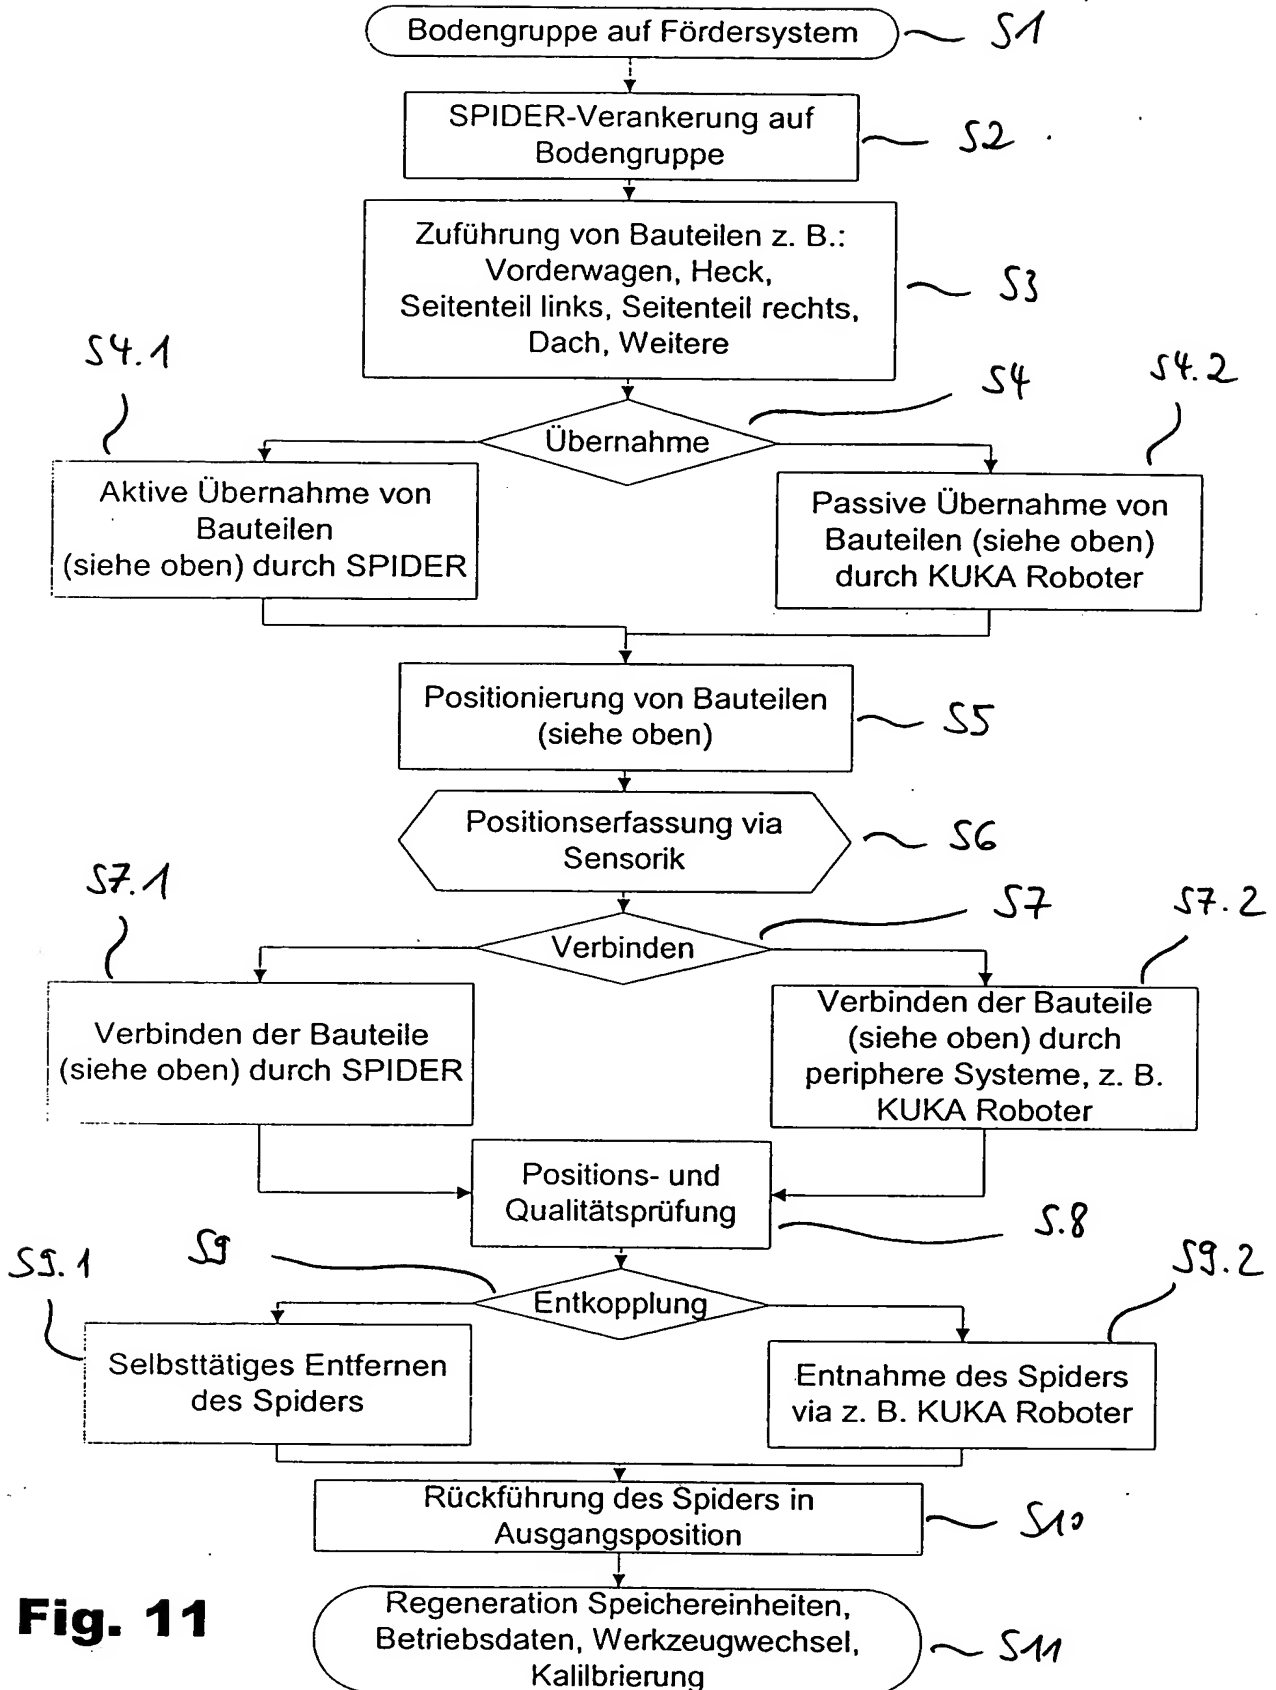 Bodengruppe auf Fördersystem
S1
SPIDER-Verankerung auf
Bodengruppe
S2
Zuführung von Bauteilen z. B.:
Vorderwagen, Heck,
Seitenteil links, Seitenteil rechts,
Dach, Weitere
S3
S4.1
S4
S4.2
Übernahme
Aktive Übernahme von
Bauteilen
(siehe oben) durch SPIDER
Passive Übernahme von
Bauteilen (siehe oben)
durch KUKA Roboter
Positionierung von Bauteilen
(siehe oben)
S5
Positionserfassung via
Sensorik
S6
S7.1
S7
S7.2
Verbinden
Verbinden der Bauteile
(siehe oben) durch SPIDER
Verbinden der Bauteile
(siehe oben) durch
periphere Systeme, z. B.
KUKA Roboter
Positions- und
Qualitätsprüfung
S.8
S9.1
S9
S9.2
Entkopplung
Selbsttätiges Entfernen
des Spiders
Entnahme des Spiders
via z. B. KUKA Roboter
Rückführung des Spiders in
Ausgangsposition
S10
Regeneration Speichereinheiten,
Betriebsdaten, Werkzeugwechsel,
Kalilbrierung
S11
Fig. 11